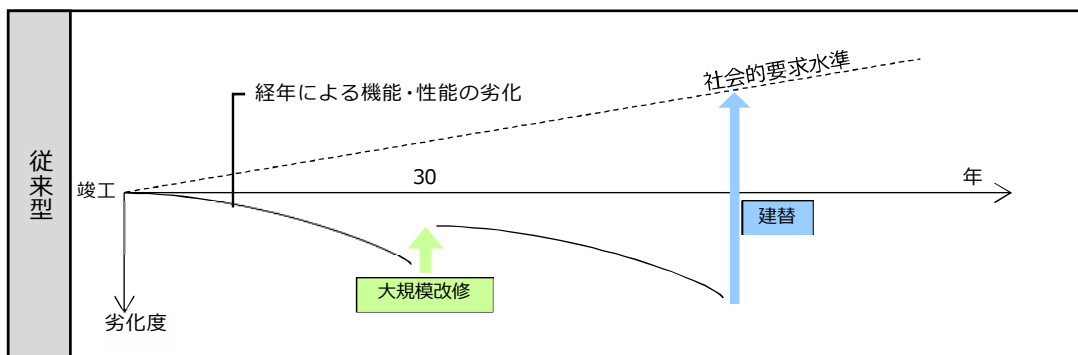 従来型
社会的要求水準
経年による機能・性能の劣化
竣工
30
年
建替
大規模改修
劣化度